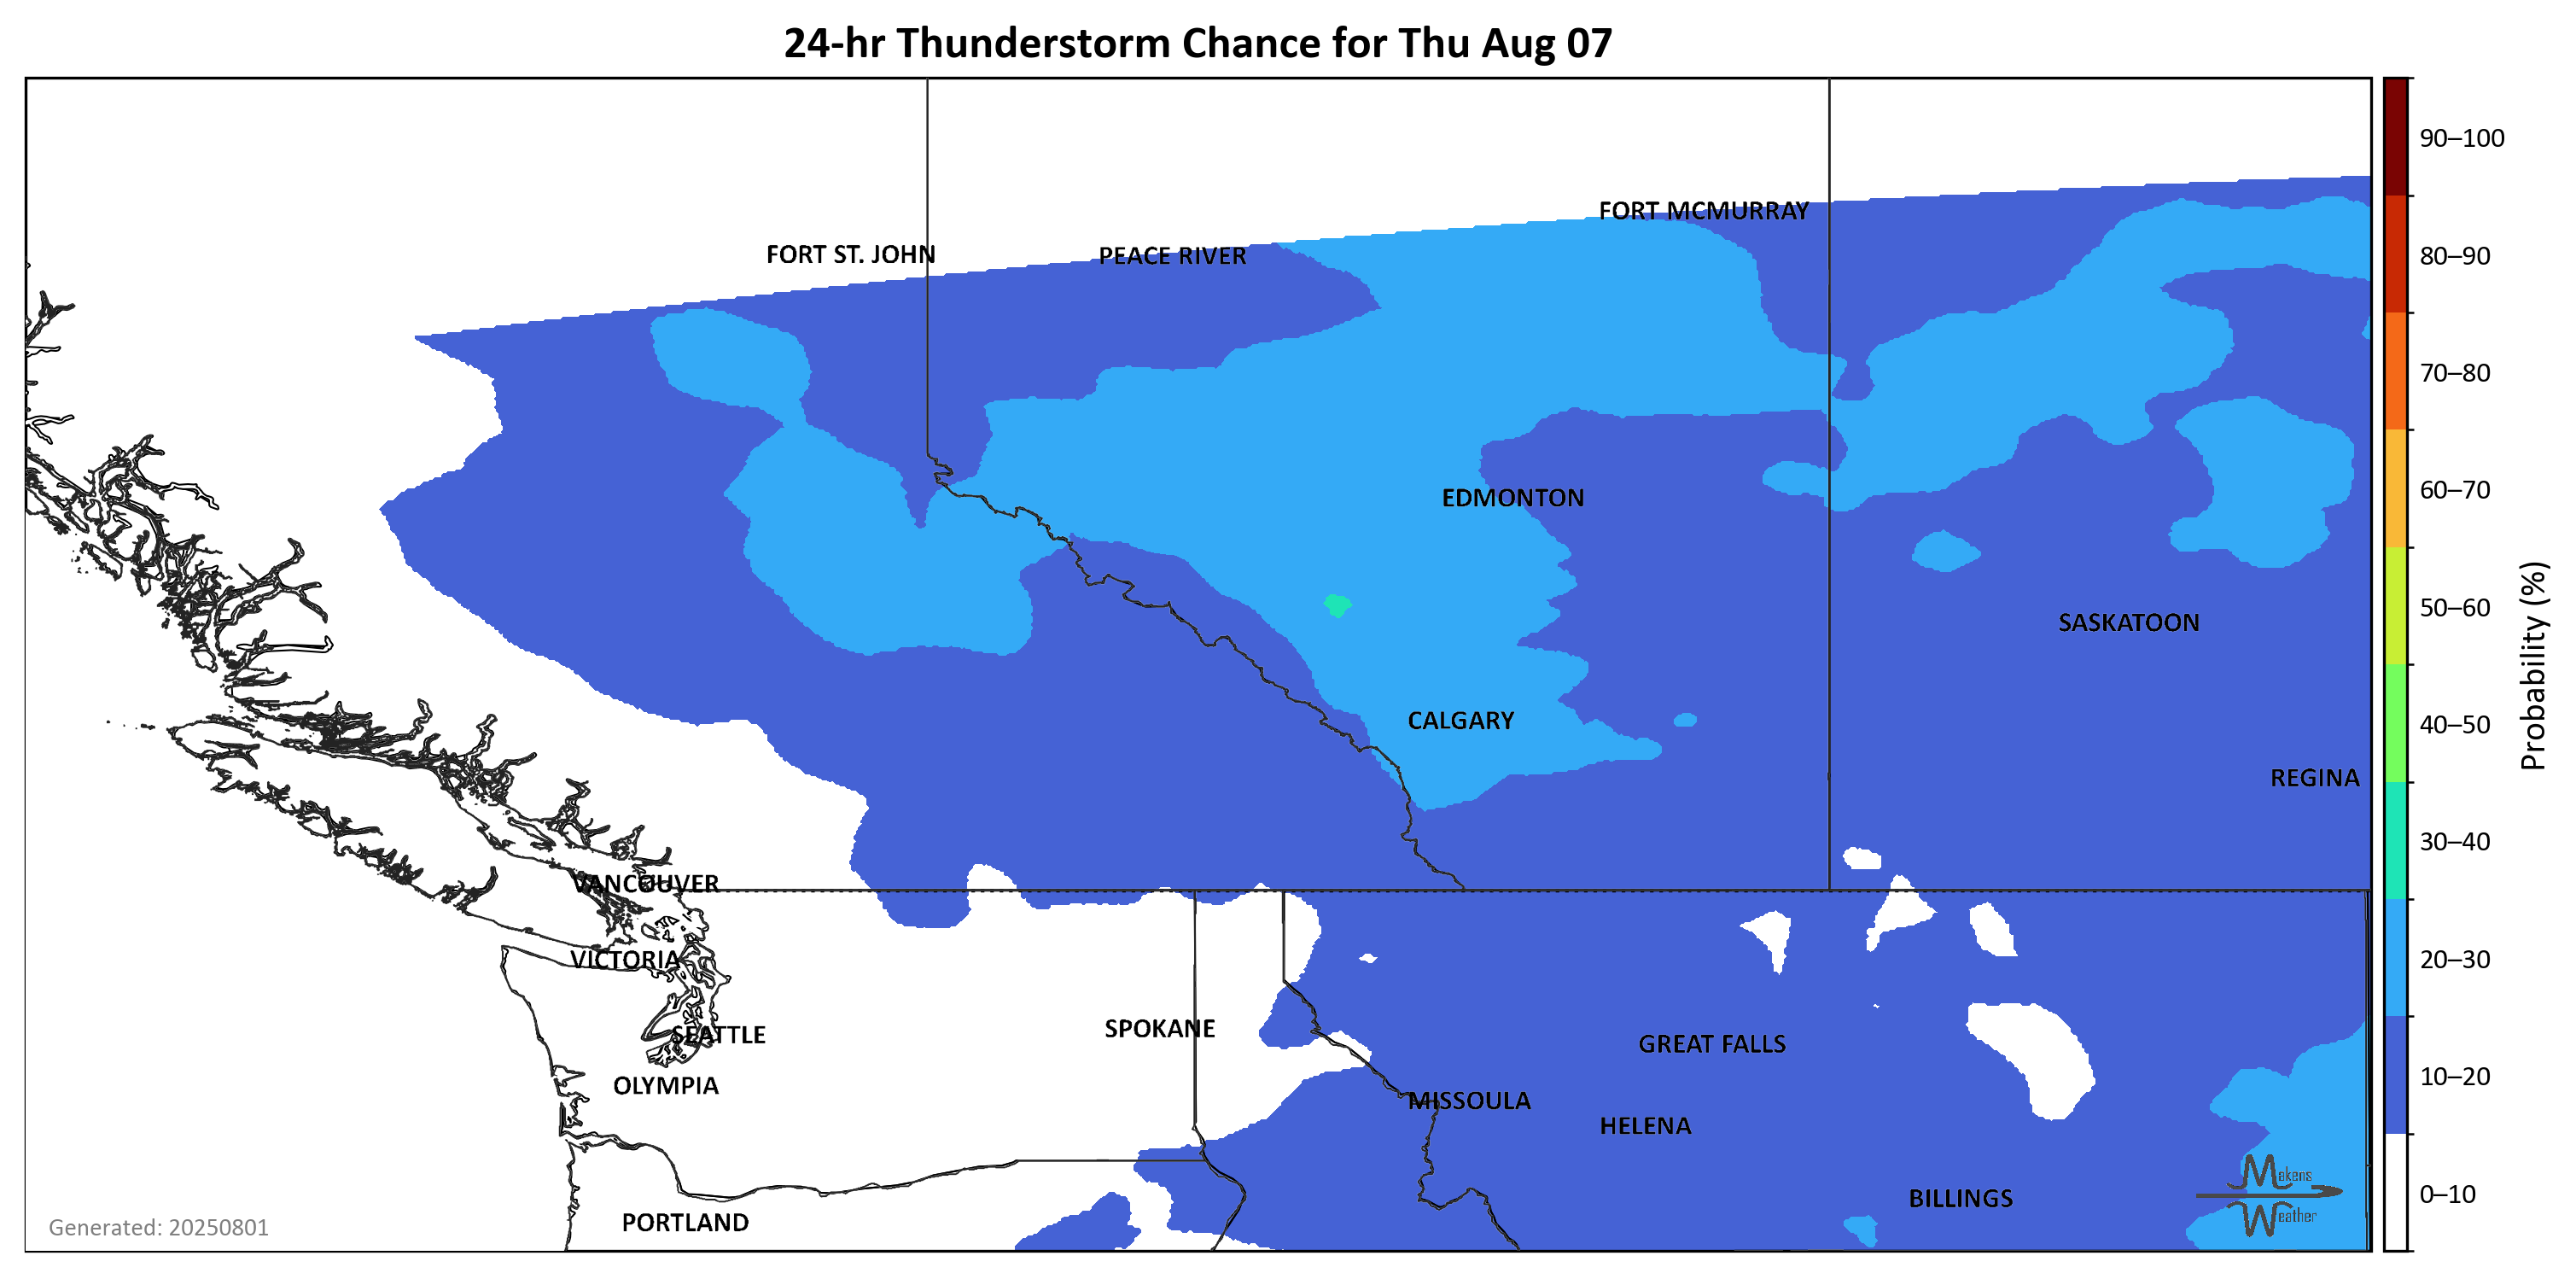 24-hr Thunderstorm Chance for Thu Aug 07
90–100
FORT MCMURRAY
FORT ST. JOHN
PEACE RIVER
80–90
70–80
60–70
EDMONTON
50–60
SASKATOON
Probability (%)
CALGARY
40–50
REGINA
30–40
VANCOUVER
VICTORIA
20–30
SEATTLE
SPOKANE
GREAT FALLS
OLYMPIA
10–20
MISSOULA
HELENA
Makens
Weather
0–10
BILLINGS
PORTLAND
Generated: 20250801